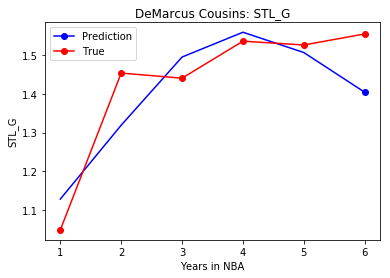 DeMarcus Cousins: STL_G
Prediction
True
1.5
1.4
1.3
1.2
1.1
STL_G
1 2 3 4 5 6
Years in NBA